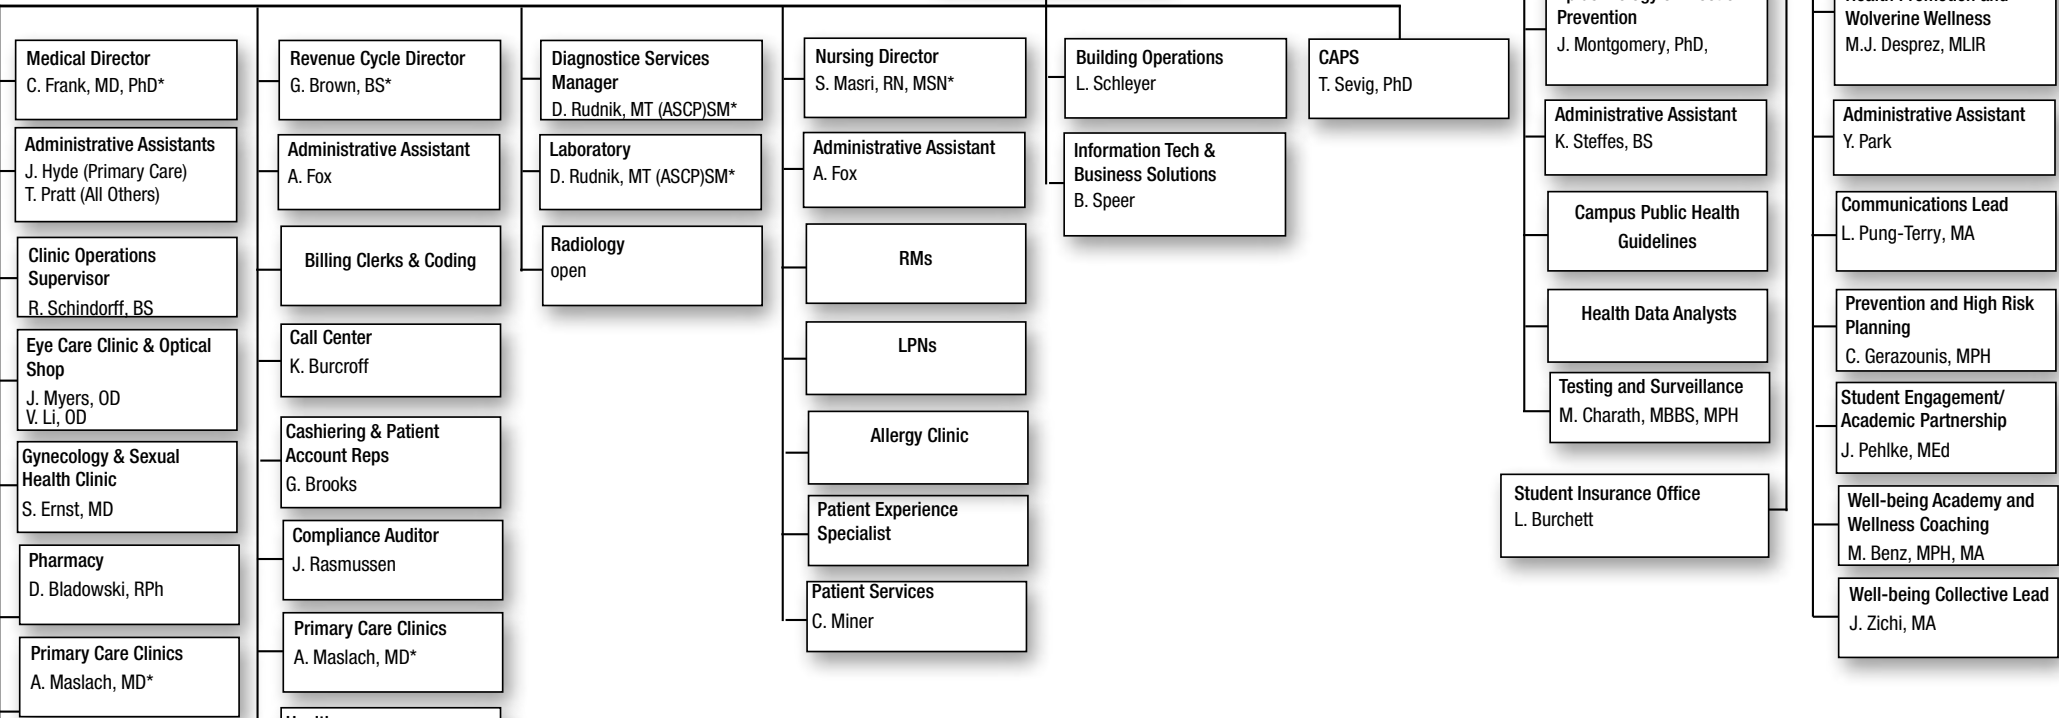 Medical Director
C. Frank, MD, PhD*
Administrative Assistants
J. Hyde (Primary Care)
T. Pratt (All Others)
Clinic Operations
Supervisor
R. Schindorff, BS
Eye Care Clinic & Optical
Shop
J. Myers, OD
V. Li, OD
Gynecology & Sexual
Health Clinic
S. Ernst, MD
Pharmacy
D. Bladowski, RPh
Primary Care Clinics
A. Maslach, MD*
Revenue Cycle Director
G. Brown, BS*
Administrative Assistant
A. Fox
Billing Clerks & Coding
Call Center
K. Burcroff
Cashiering & Patient
Account Reps
G. Brooks
Compliance Auditor
J. Rasmussen
Primary Care Clinics
A. Maslach, MD*
Diagnostice Services
Manager
D. Rudnik, MT (ASCP)SM*
Laboratory
D. Rudnik, MT (ASCP)SM*
Radiology
open
Nursing Director
S. Masri, RN, MSN*
Administrative Assistant
A. Fox
RMs
LPNs
Allergy Clinic
Patient Experience
Specialist
Patient Services
C. Miner
Building Operations
L. Schleyer
Information Tech &
Business Solutions
B. Speer
CAPS
T. Sevig, PhD
Prevention
J. Montgomery, PhD,
Administrative Assistant
K. Steffes, BS
Campus Public Health
Guidelines
Health Data Analysts
Testing and Surveillance
M. Charath, MBBS, MPH
Student Insurance Office
L. Burchett
Health Promotion and
Wolverine Wellness
M.J. Desprez, MLIR
Administrative Assistant
Y. Park
Communications Lead
L. Pung-Terry, MA
Prevention and High Risk
Planning
C. Gerazounis, MPH
Student Engagement/
Academic Partnership
J. Pehlke, MEd
Well-being Academy and
Wellness Coaching
M. Benz, MPH, MA
Well-being Collective Lead
J. Zichi, MA